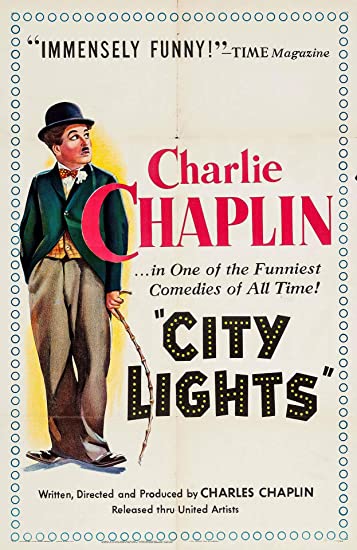 "IMMENSELY FUNNY!"—TIME Magazine
Charlie
CHAPLIN
...in One of the Funniest
Comedies of All Time!
"CITY
LIGHTS"
Written, Directed and Produced by CHARLES CHAPLIN
Released thru United Artists